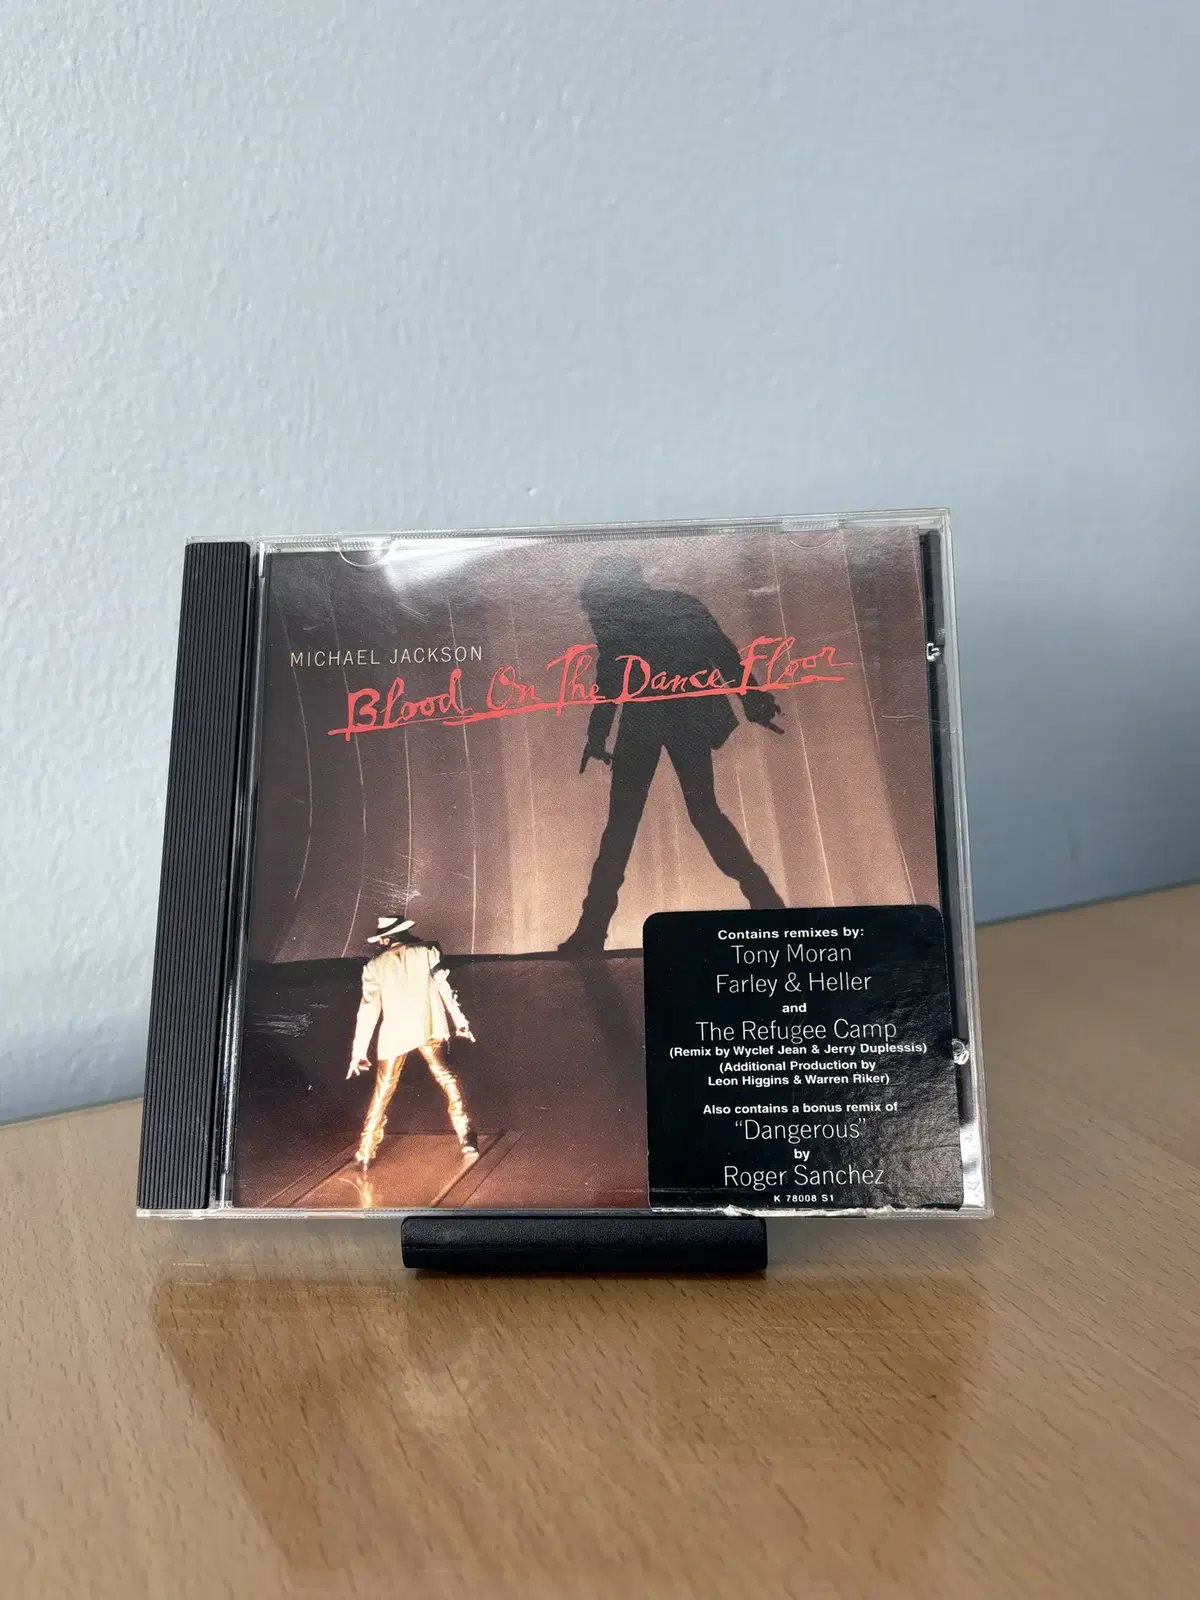 MICHAEL JACKSON
Blood On The Dance Floor
Contains remixes by:
Tony Moran
Farley & Heller
and
The Refugee Camp
(Remix by Wyclef Jean & Jerry Duplessis)
(Additional Production by
Leon Higgins & Warren Riker)
Also contains a bonus remix of
"Dangerous"
by
Roger Sanchez
K 78008 S1